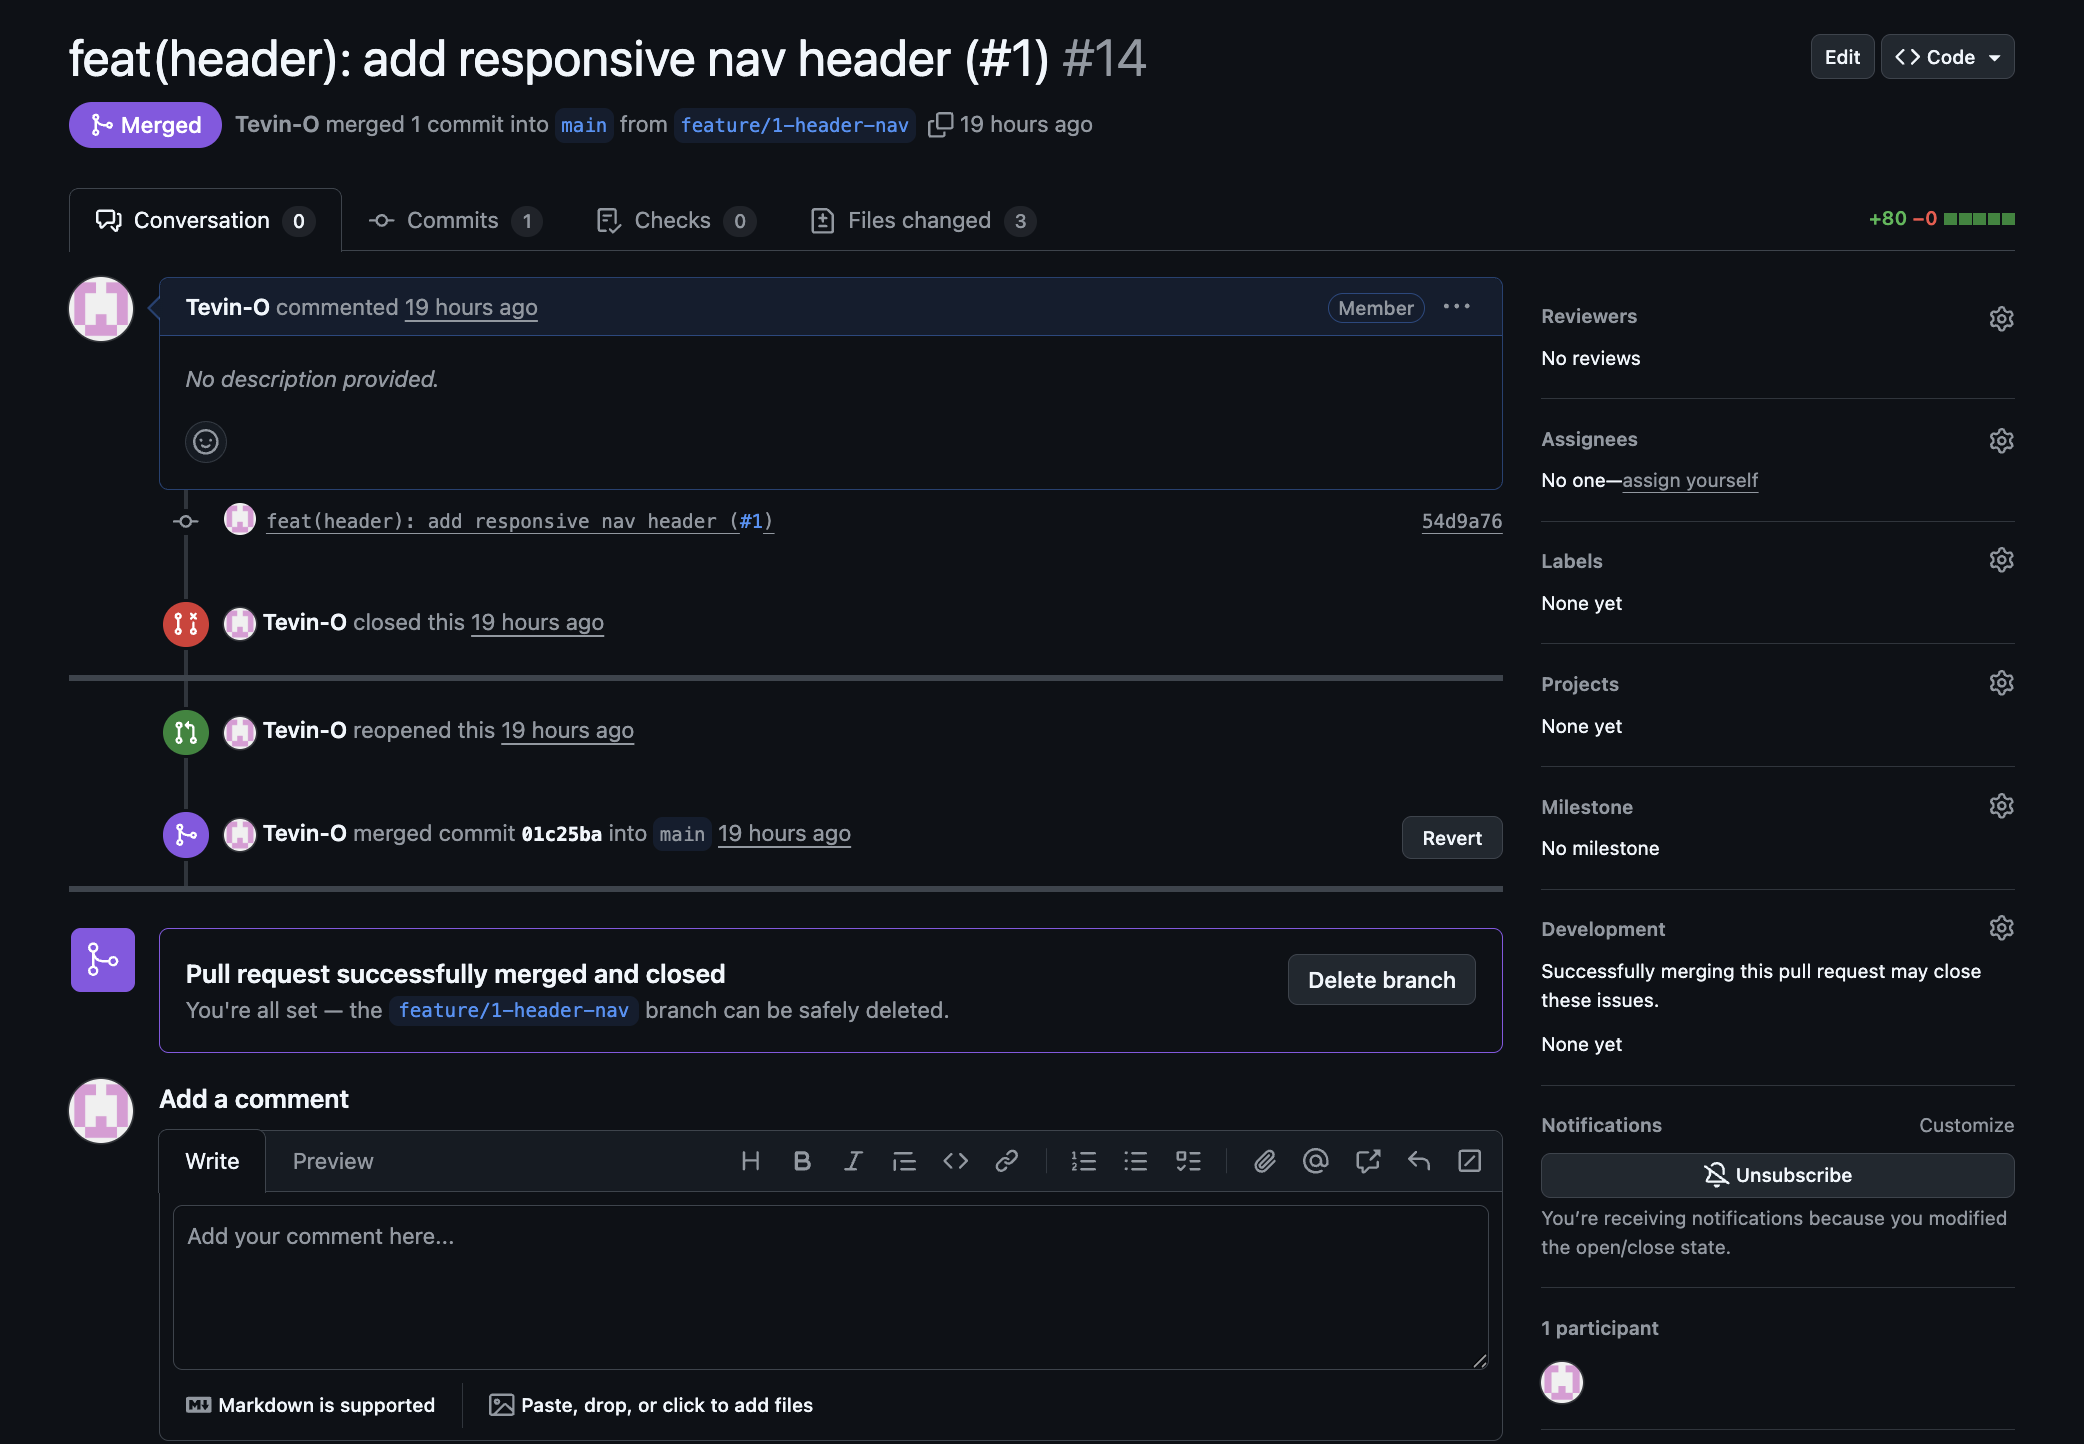 feat(header): add responsive nav header (#1) #14
Edit
Code
Merged
Tevin-O merged 1 commit into main from feature/1-header-nav 19 hours ago
Conversation 0
Commits 1
Checks 0
Files changed 3
+80 −0
Tevin-O commented 19 hours ago
Member
No description provided.
feat(header): add responsive nav header (#1)
54d9a76
Tevin-O closed this 19 hours ago
Tevin-O reopened this 19 hours ago
Tevin-O merged commit 01c25ba into main 19 hours ago
Revert
Pull request successfully merged and closed
You're all set — the feature/1-header-nav branch can be safely deleted.
Delete branch
Add a comment
Write
Preview
Add your comment here...
Markdown is supported
Paste, drop, or click to add files
Reviewers
No reviews
Assignees
No one—assign yourself
Labels
None yet
Projects
None yet
Milestone
No milestone
Development
Successfully merging this pull request may close
these issues.
None yet
Notifications
Customize
Unsubscribe
You’re receiving notifications because you modified
the open/close state.
1 participant